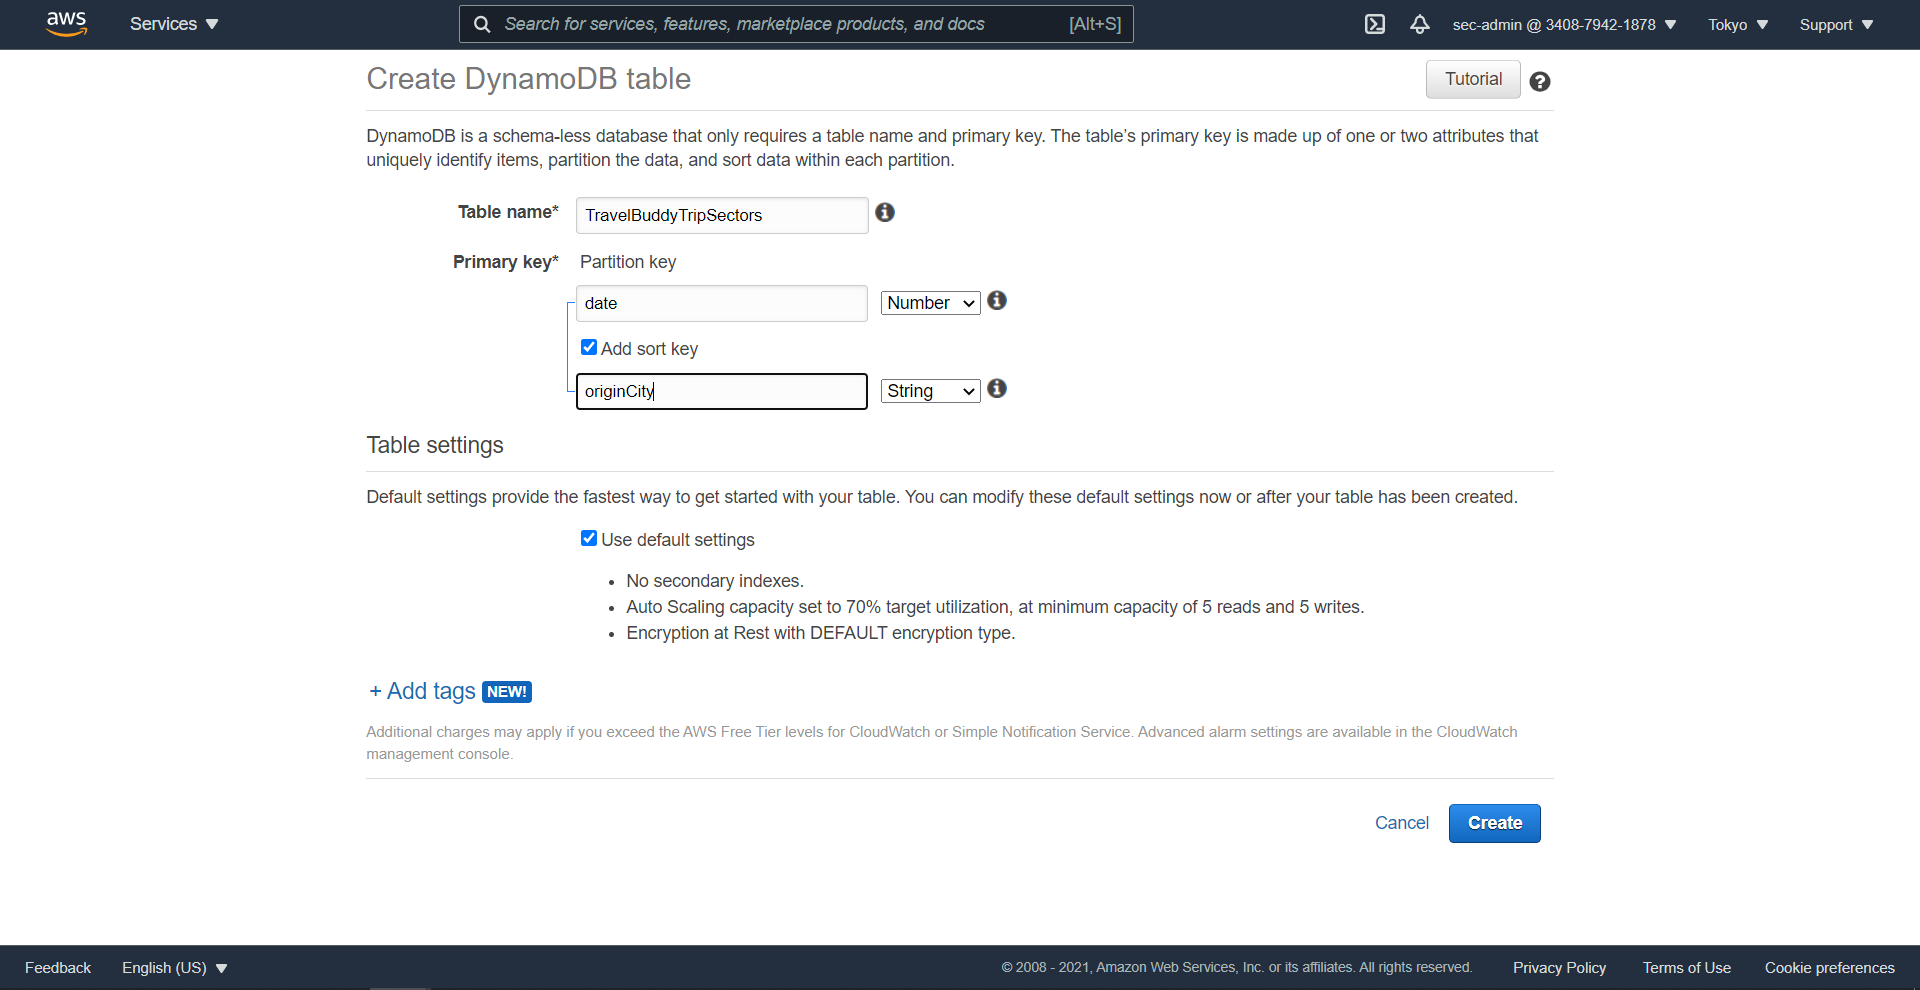 aws Services Search for services, features, marketplace products, and docs [Alt+S] sec-admin @ 3408-7942-1878 Tokyo Support
Create DynamoDB table Tutorial
DynamoDB is a schema-less database that only requires a table name and primary key. The table's primary key is made up of one or two attributes that
uniquely identify items, partition the data, and sort data within each partition.
Table name* TravelBuddyTripSectors
Primary key* Partition key
date Number
Add sort key
originCity String
Table settings
Default settings provide the fastest way to get started with your table. You can modify these default settings now or after your table has been created.
Use default settings
• No secondary indexes.
• Auto Scaling capacity set to 70% target utilization, at minimum capacity of 5 reads and 5 writes.
• Encryption at Rest with DEFAULT encryption type.
+ Add tags NEW!
Additional charges may apply if you exceed the AWS Free Tier levels for CloudWatch or Simple Notification Service. Advanced alarm settings are available in the CloudWatch
management console.
Cancel Create
Feedback English (US) © 2008 - 2021, Amazon Web Services, Inc. or its affiliates. All rights reserved. Privacy Policy Terms of Use Cookie preferences